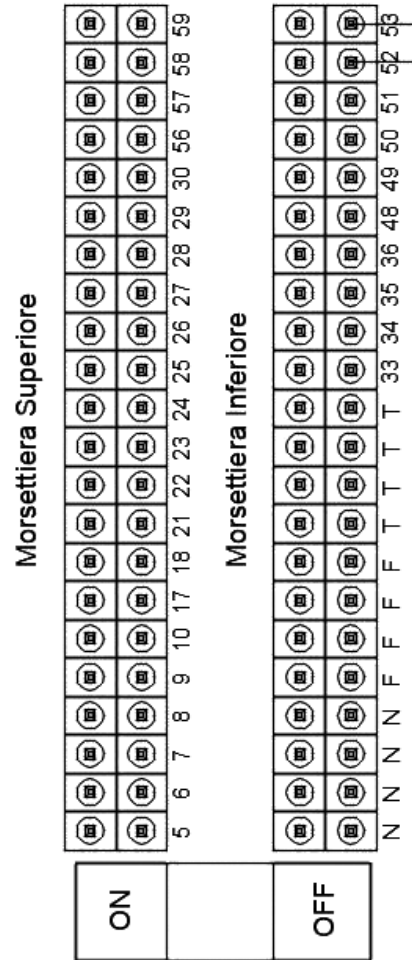 Morsettiera Superiore
5 6 7 8 9 10 17 18 21 22 23 24 25 26 27 28 29 30 56 57 58 59
Morsettiera Inferiore
N N N N F F F F T T T T 33 34 35 36 48 49 50 51 52 53
ON
OFF